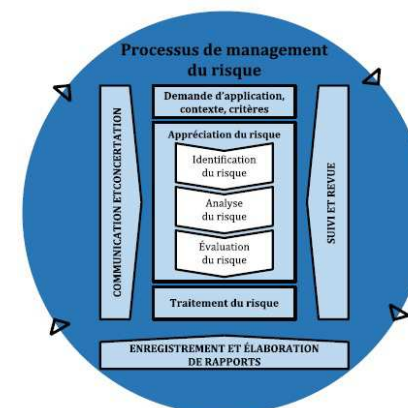 Processus de management
du risque
Demande d'application,
contexte, critères
Appréciation du risque
Identification
du risque
Analyse
du risque
Évaluation
du risque
Traitement du risque
COMMUNICATION ETCONCERTATION
SUIVI ET REVUE
ENREGISTREMENT ET ÉLABORATION
DE RAPPORTS